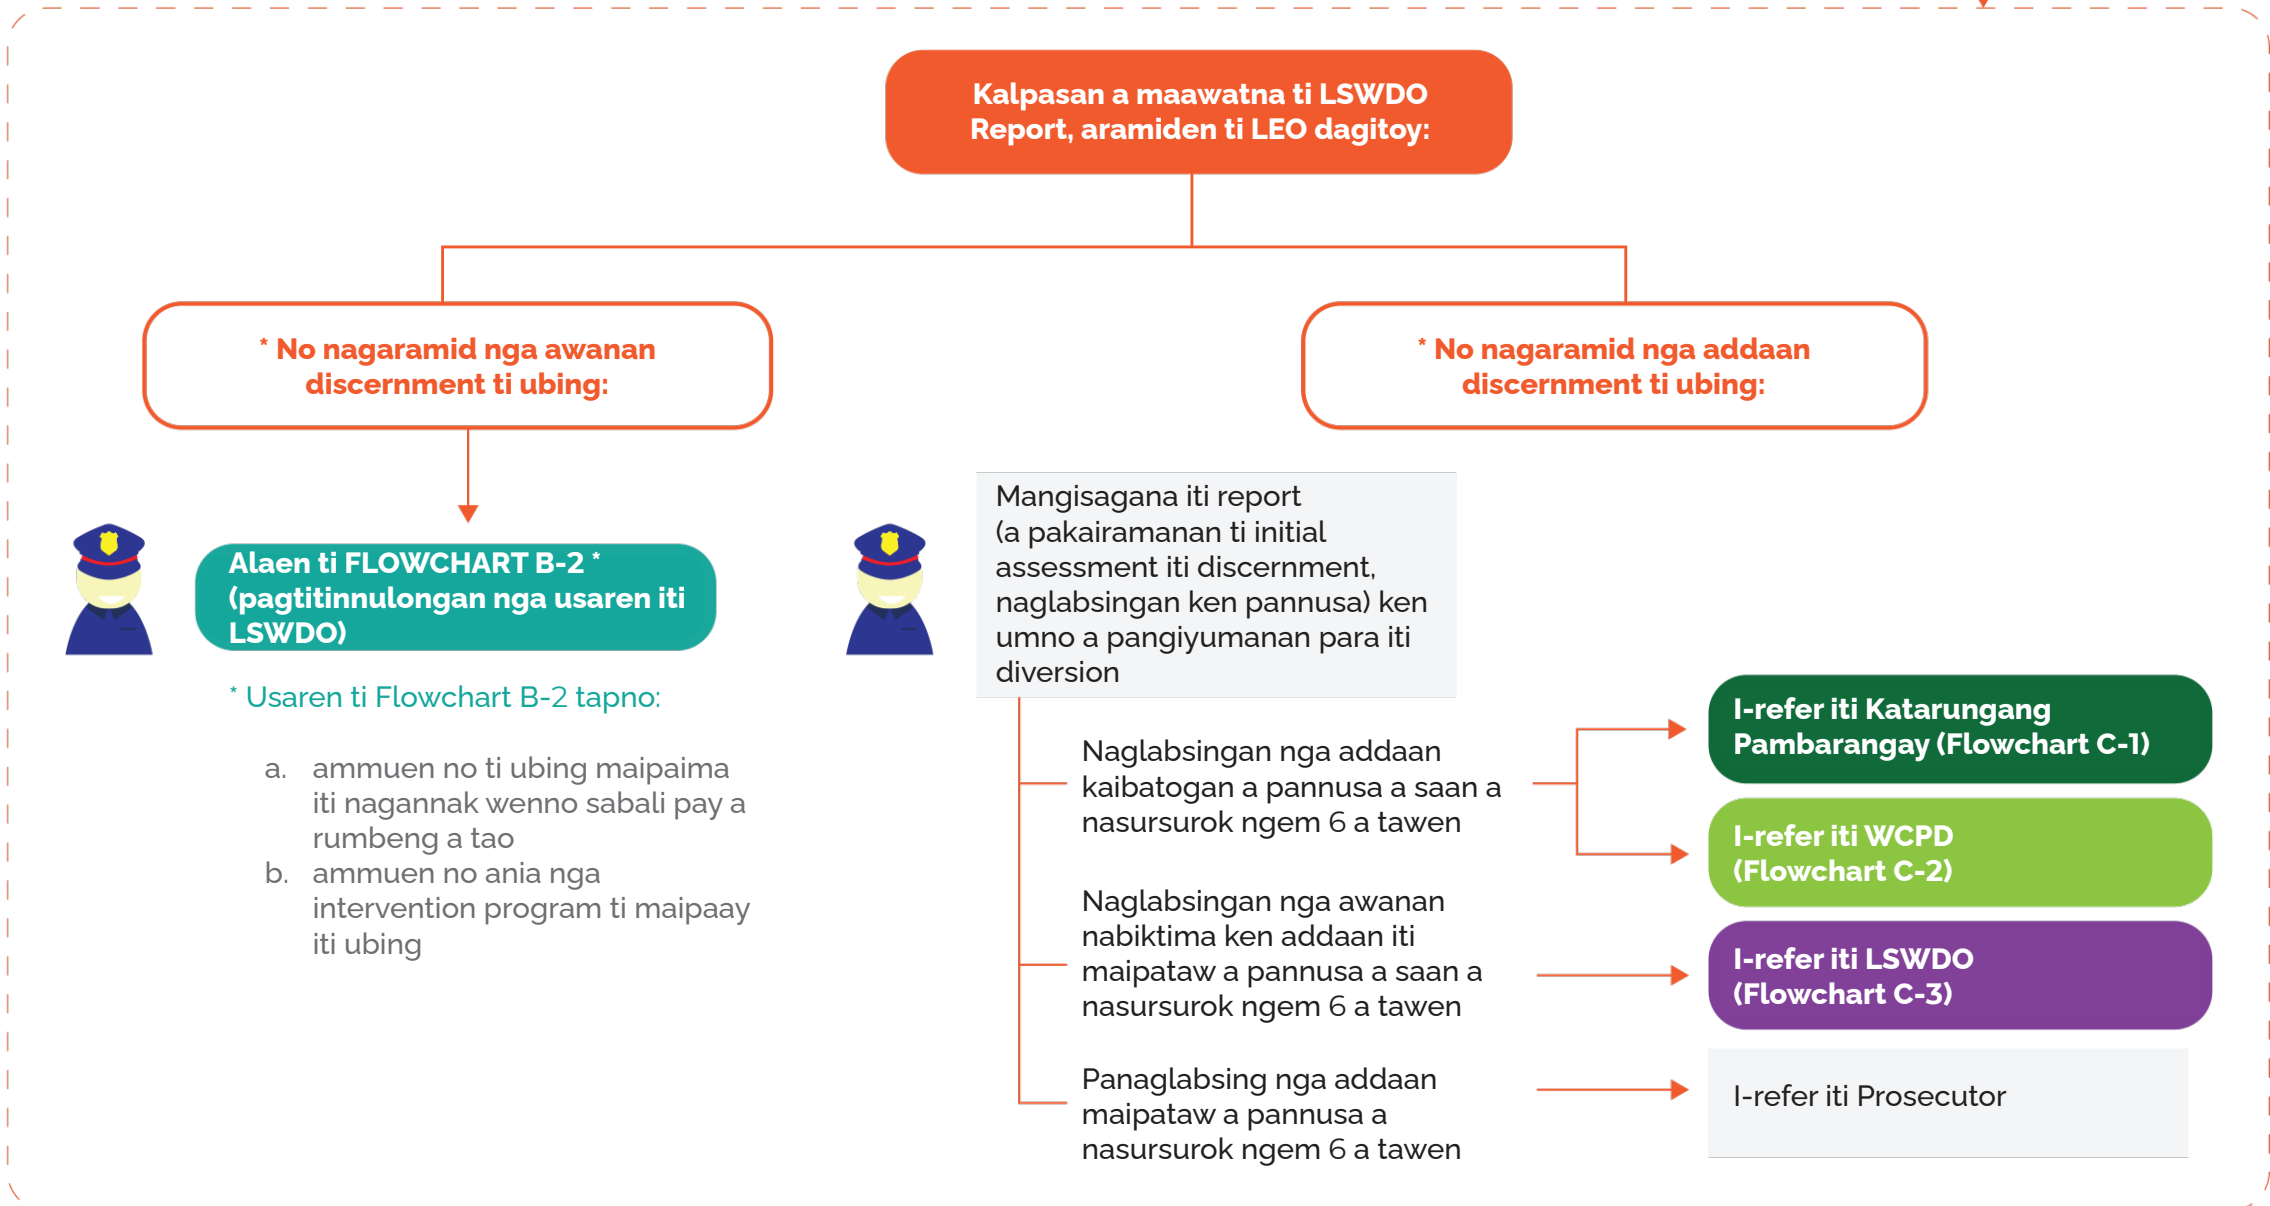 Kalpasan a maawatna ti LSWDO
Report, aramiden ti LEO dagitoy:
* No nagaramid nga awanan
discernment ti ubing:
Alaen ti FLOWCHART B-2 *
(pagtitinnulongan nga usaren iti
LSWDO)
* Usaren ti Flowchart B-2 tapno:
a. ammuen no ti ubing maipaima
iti nagannak wenno sabali pay a
rumbeng a tao
b. ammuen no ania nga
intervention program ti maipaay
iti ubing
* No nagaramid nga addaan
discernment ti ubing:
Mangisagana iti report
(a pakairamanan ti initial
assessment iti discernment,
naglabsingan ken pannusa) ken
umno a pangiyumanan para iti
diversion
Naglabsingan nga addaan
kaibatogan a pannusa a saan a
nasursurok ngem 6 a tawen
I-refer iti Katarungang
Pambarangay (Flowchart C-1)
I-refer iti WCPD
(Flowchart C-2)
Naglabsingan nga awanan
nabiktima ken addaan iti
maipataw a pannusa a saan a
nasursurok ngem 6 a tawen
I-refer iti LSWDO
(Flowchart C-3)
Panaglabsing nga addaan
maipataw a pannusa a
nasursurok ngem 6 a tawen
I-refer iti Prosecutor